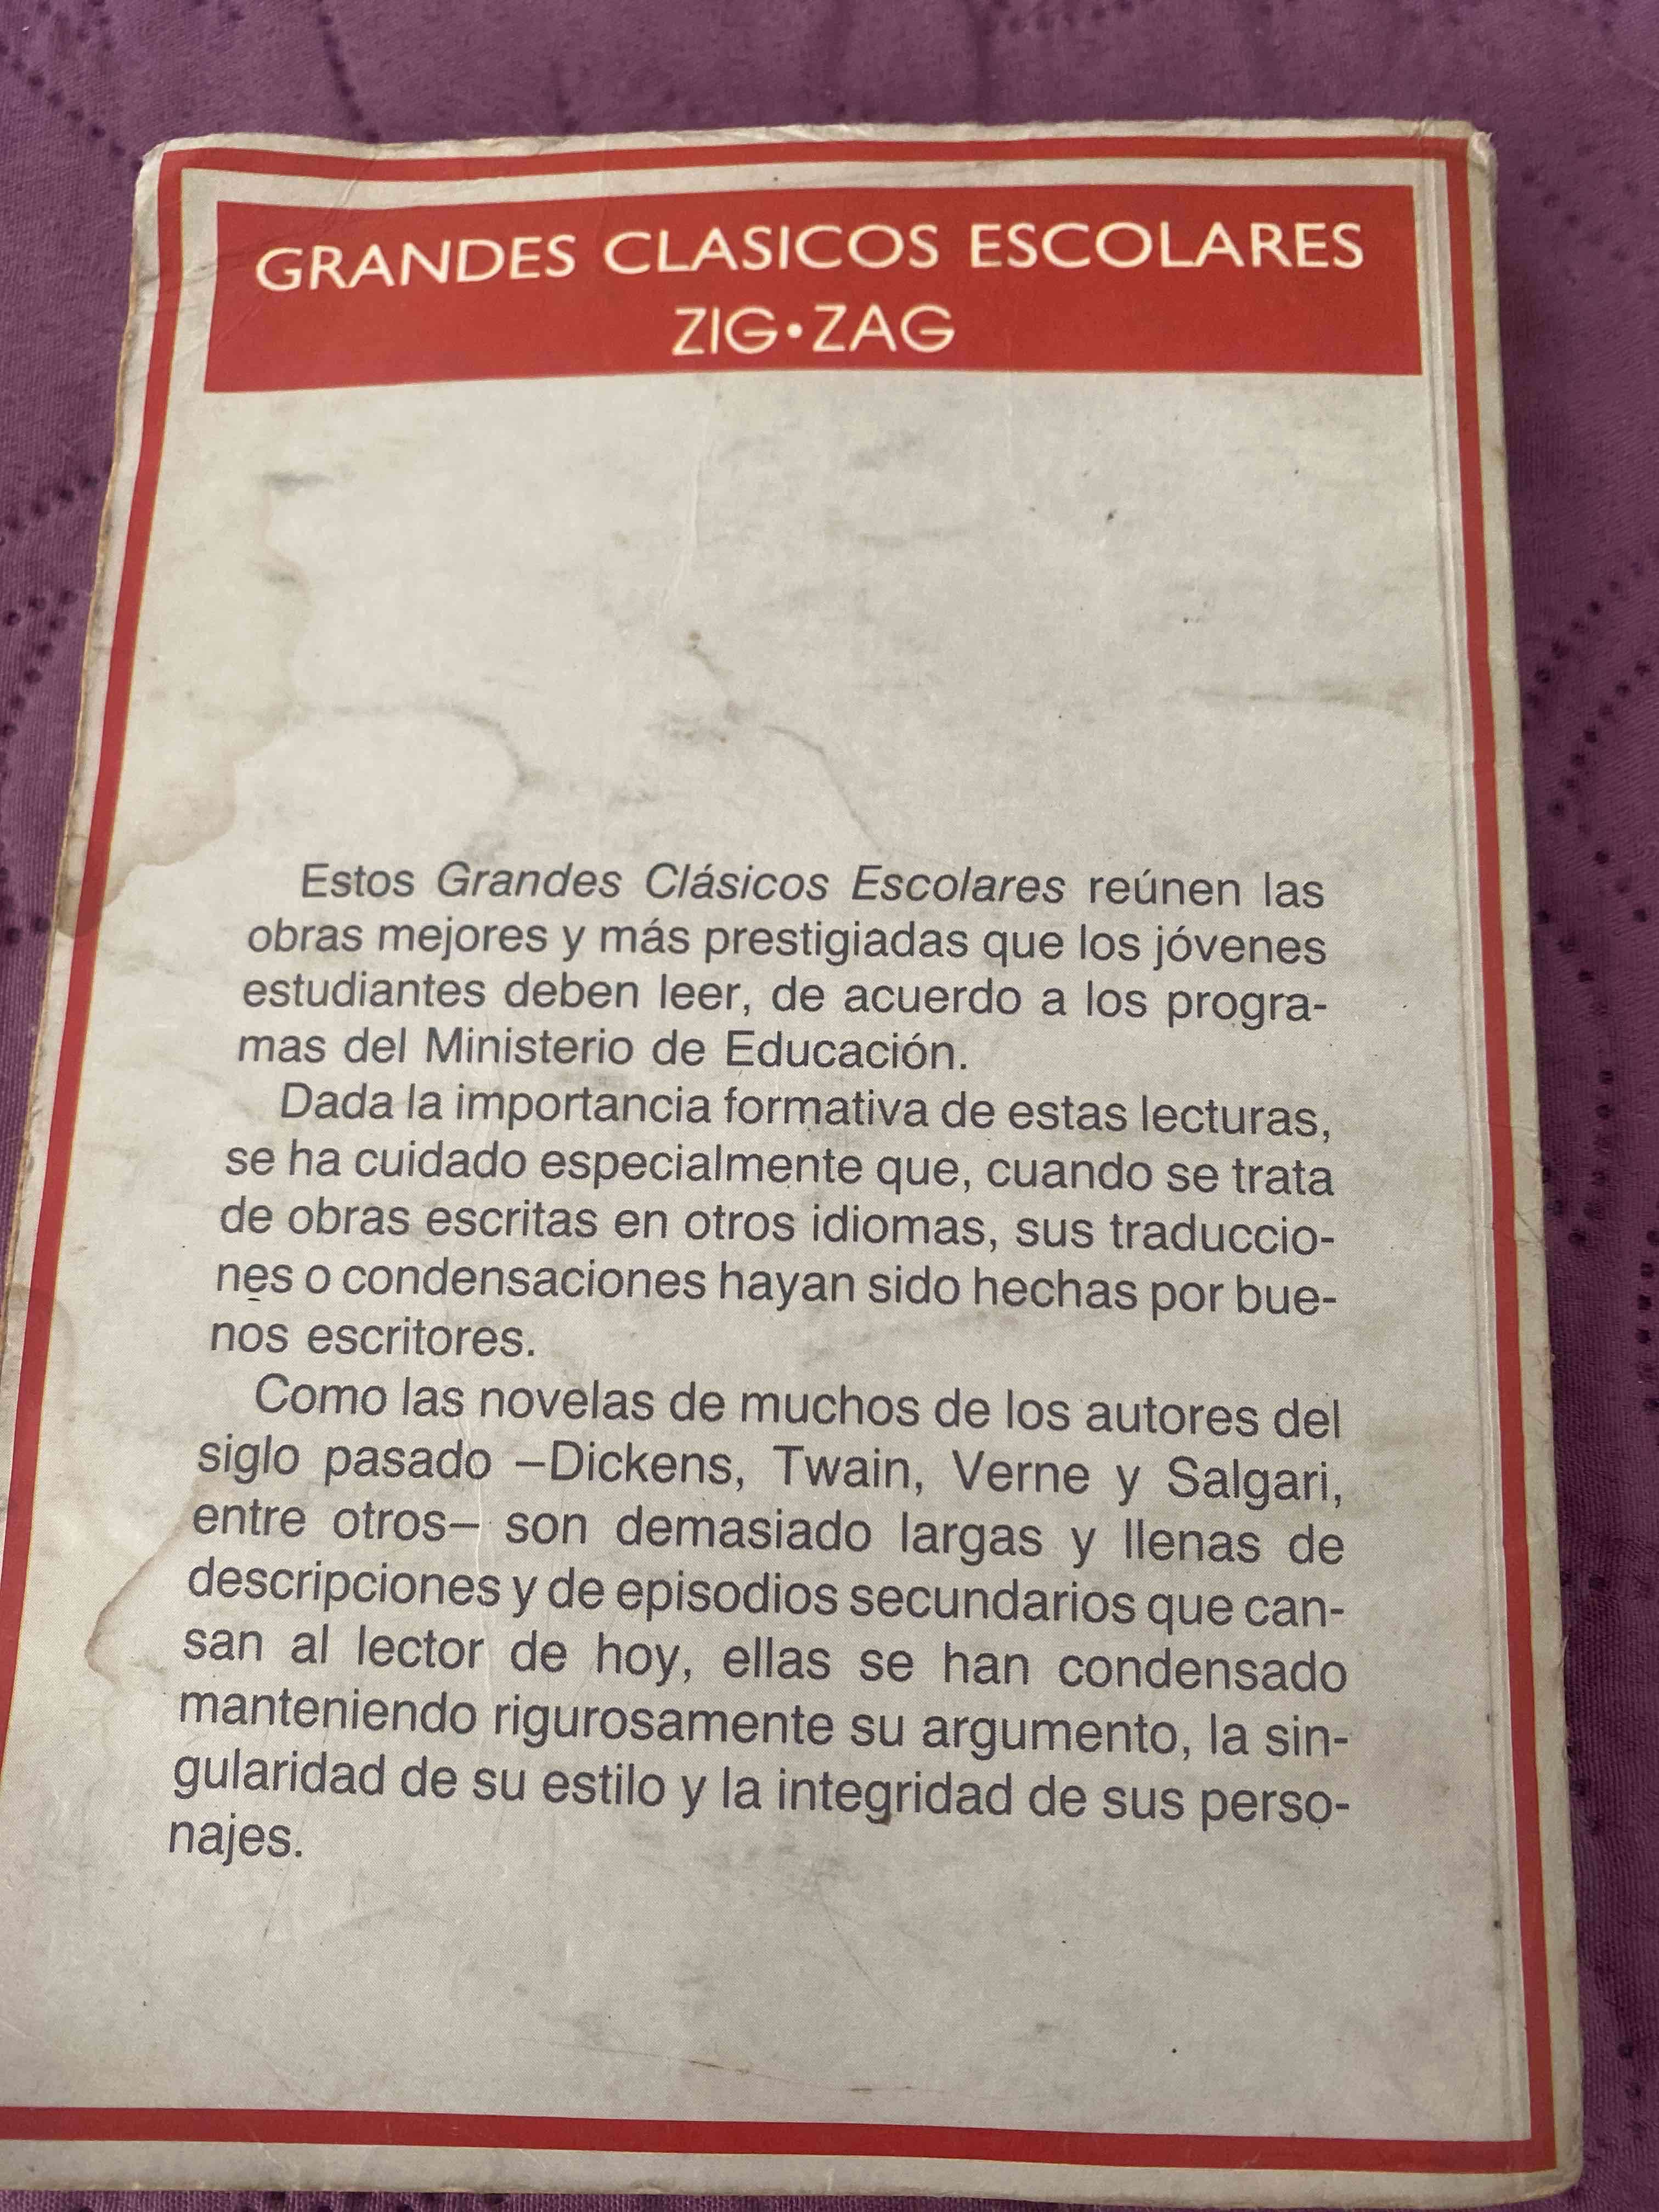 GRANDES CLASICOS ESCOLARES
ZIG•ZAG
Estos Grandes Clásicos Escolares reúnen las
obras mejores y más prestigiadas que los jóvenes
estudiantes deben leer, de acuerdo a los progra-
mas del Ministerio de Educación.
Dada la importancia formativa de estas lecturas,
se ha cuidado especialmente que, cuando se trata
de obras escritas en otros idiomas, sus traduccio-
nes o condensaciones hayan sido hechas por bue-
nos escritores.
Como las novelas de muchos de los autores del
siglo pasado –Dickens, Twain, Verne y Salgari,
entre otros– son demasiado largas y llenas de
descripciones y de episodios secundarios que can-
san al lector de hoy, ellas se han condensado
manteniendo rigurosamente su argumento, la sin-
gularidad de su estilo y la integridad de sus perso-
najes.